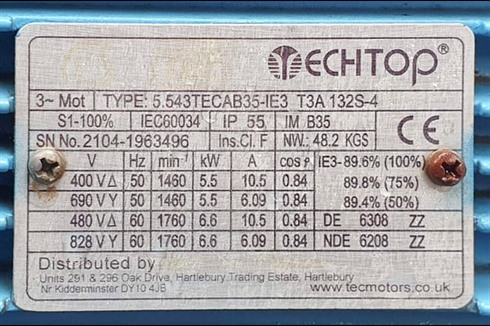 TECHTOP®
3~ Mot TYPE: 5.543TECAB35-IE3 T3A 132S-4
S1-100% IEC60034 IP 55 IM B35 CE
SN No. 2104-1963496 Ins.Cl. F NW.: 48.2 KGS
V Hz min⁻¹ kW A cos φ IE3- 89.6% (100%)
400 V∆ 50 1460 5.5 10.5 0.84 89.8% (75%)
690 V Y 50 1460 5.5 6.09 0.84 89.4% (50%)
480 V∆ 60 1760 6.6 10.5 0.84 DE 6308 ZZ
828 V Y 60 1760 6.6 6.09 0.84 NDE 6208 ZZ
Distributed by
Units 291 & 296 Oak Drive, Hartlebury Trading Estate, Hartlebury
Nr Kidderminster DY10 4JB www.tecmotors.co.uk